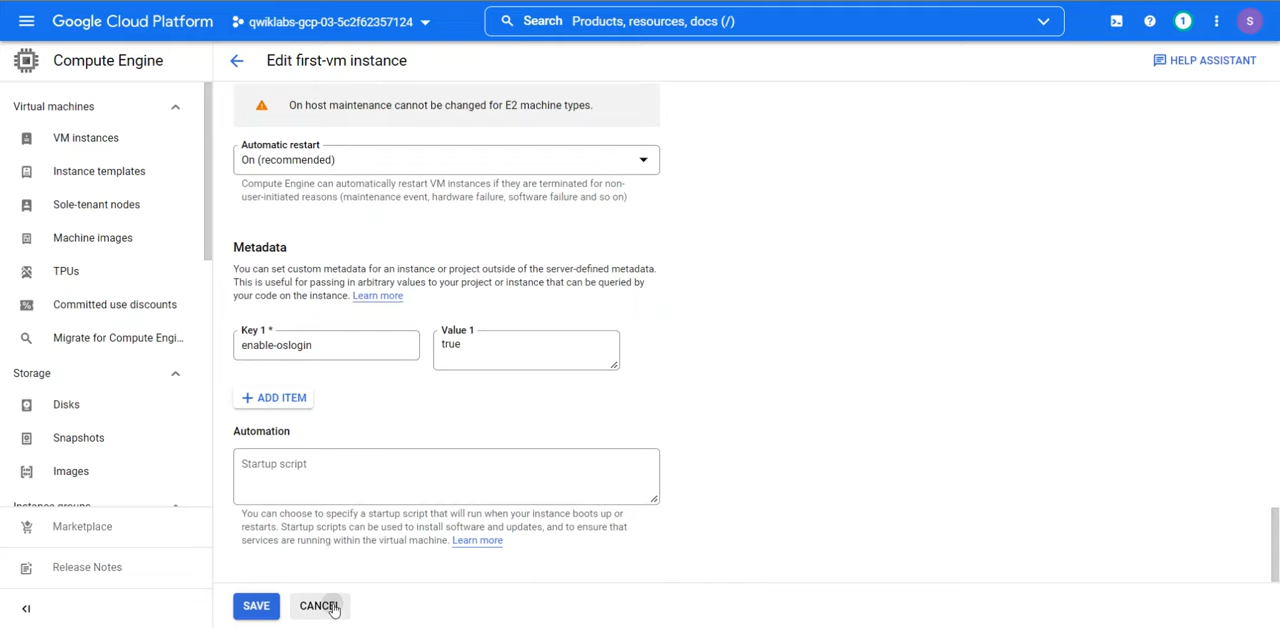 Google Cloud Platform
qwiklabs-gcp-03-5c2f62357124
Search Products, resources, docs (/)
1
S
Compute Engine
Edit first-vm instance
HELP ASSISTANT
Virtual machines
VM instances
Instance templates
Sole-tenant nodes
Machine images
TPUs
Committed use discounts
Migrate for Compute Engi...
Storage
Disks
Snapshots
Images
Instance groups
Marketplace
Release Notes
On host maintenance cannot be changed for E2 machine types.
Automatic restart
On (recommended)
Compute Engine can automatically restart VM instances if they are terminated for non-
user-initiated reasons (maintenance event, hardware failure, software failure and so on)
Metadata
You can set custom metadata for an instance or project outside of the server-defined metadata.
This is useful for passing in arbitrary values to your project or instance that can be queried by
your code on the instance. Learn more
Key 1 *
enable-oslogin
Value 1
true
+ ADD ITEM
Automation
Startup script
You can choose to specify a startup script that will run when your instance boots up or
restarts. Startup scripts can be used to install software and updates, and to ensure that
services are running within the virtual machine. Learn more
SAVE
CANCEL